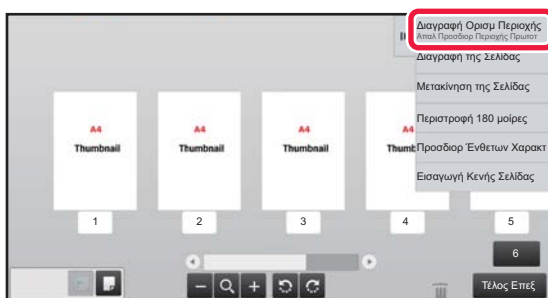 Διαγραφή Ορισμ Περιοχής
Απαλ Προσδιορ Περιοχής Πρωτοτ
Διαγραφή της Σελίδας
Μετακίνηση της Σελίδας
Περιστροφή 180 μοίρες
Προσδιορ Ένθετων Χαρακτ
Εισαγωγή Κενής Σελίδας
A4
Thumbnail
A4
Thumbnail
A4
Thumbnail
A4
Thumb
1
2
3
4
5
6
Τέλος Επεξ